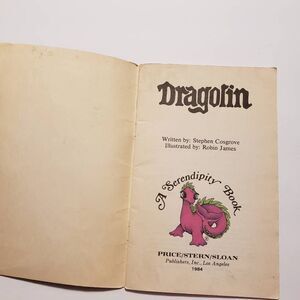 Dragolin
Written by: Stephen Cosgrove
Illustrated by: Robin James
A Serendipity Book
PRICE/STERN/SLOAN
Publishers, Inc., Los Angeles
1984